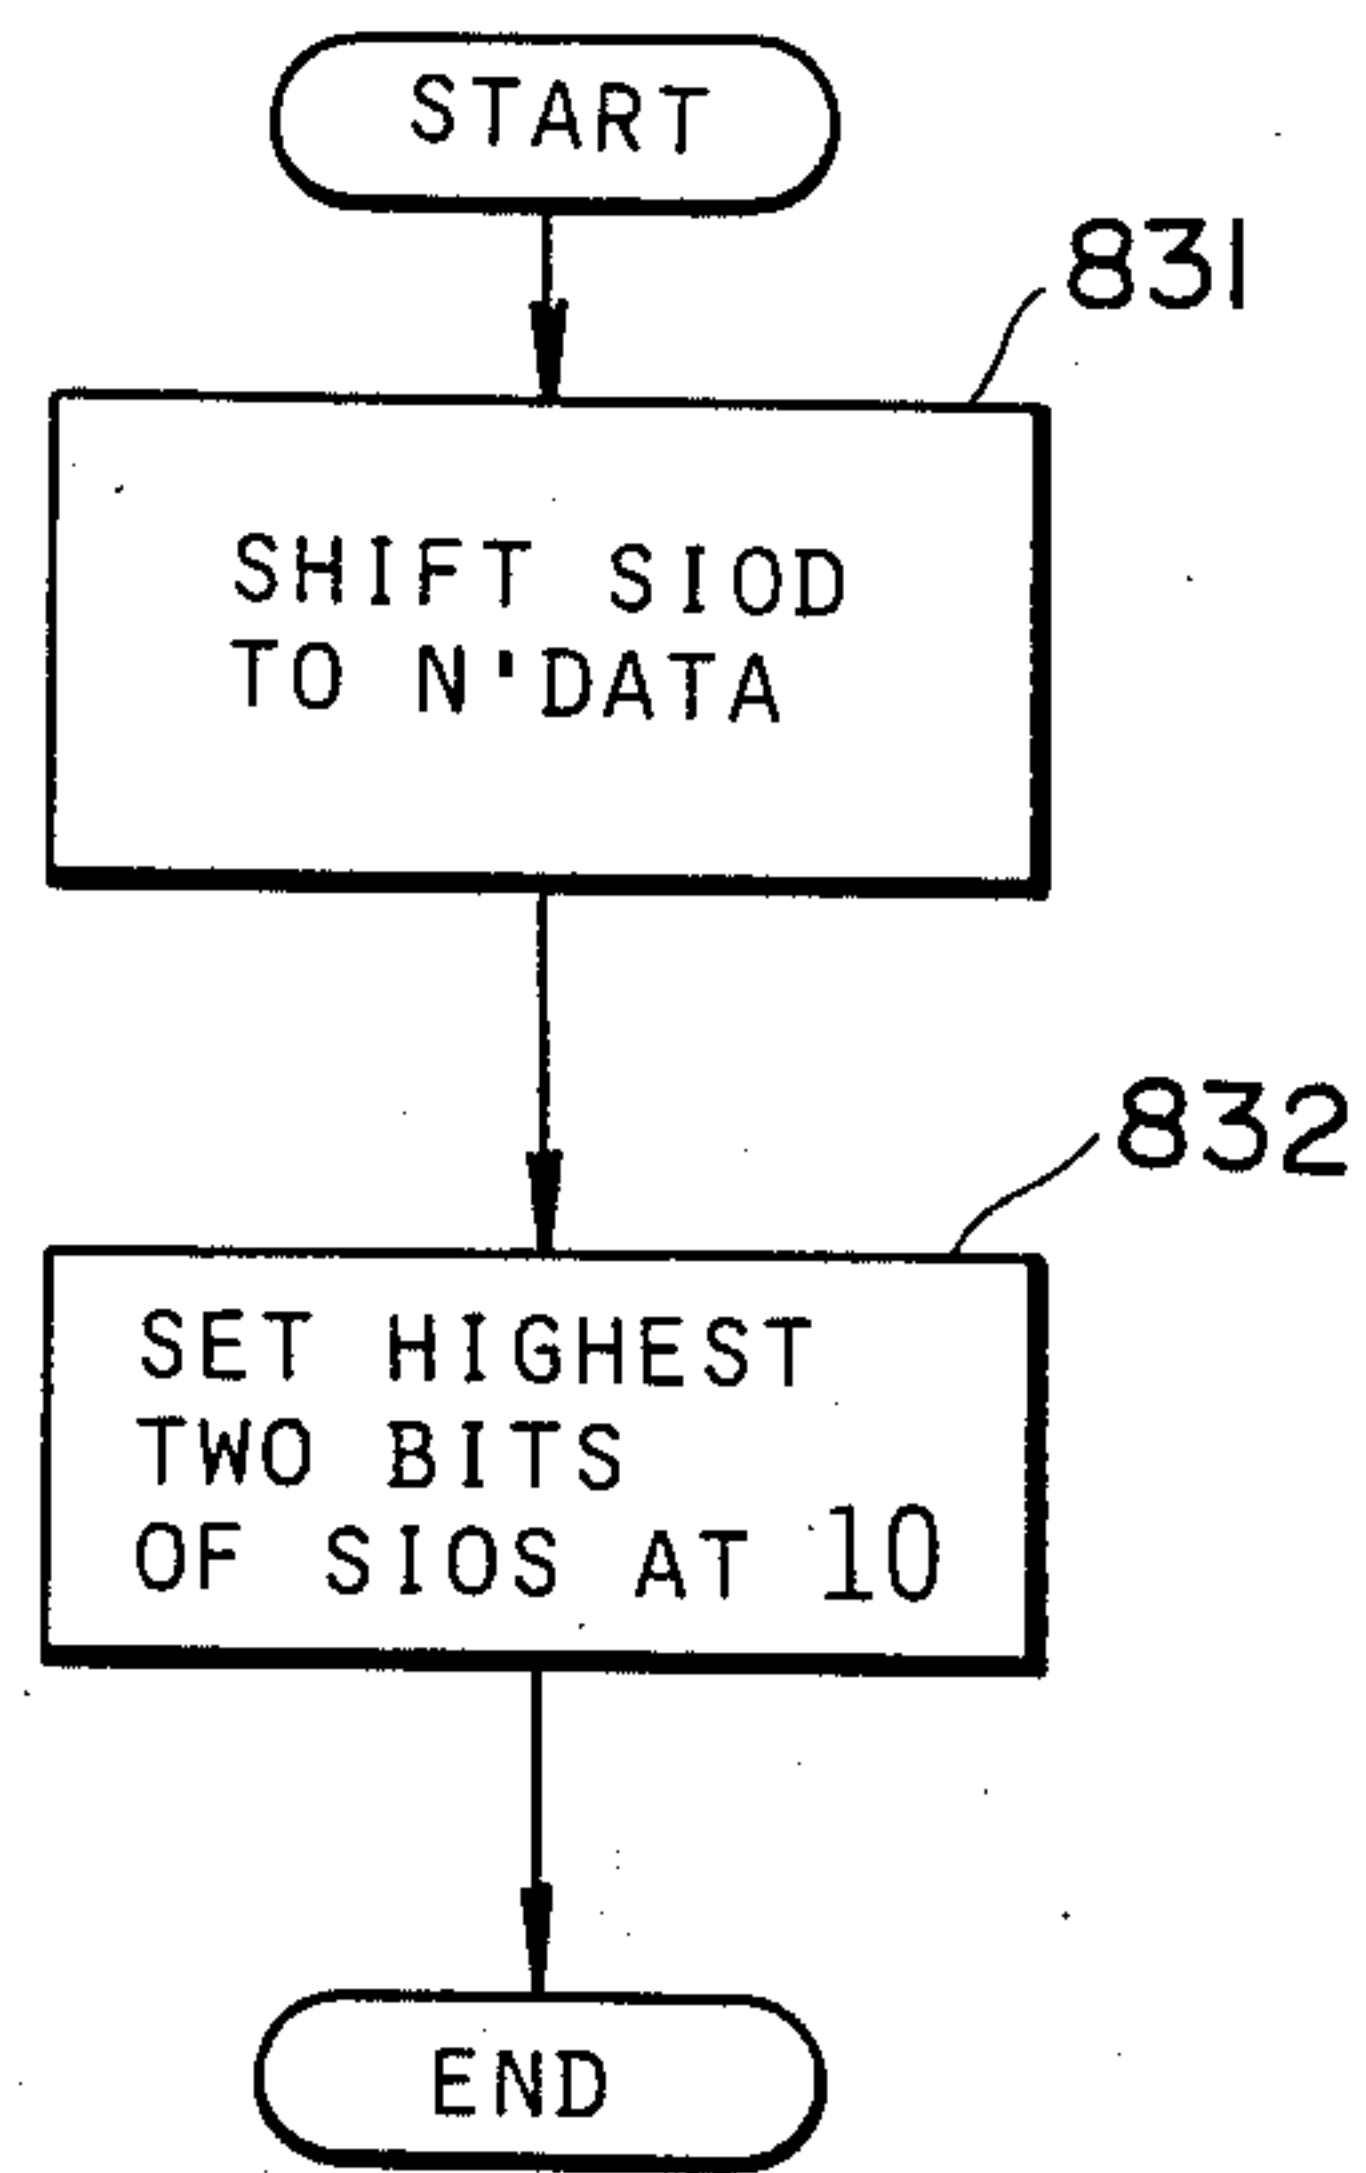 START
831
SHIFT SIOD
TO N'DATA
832
SET HIGHEST
TWO BITS
OF SIOS AT 10
END